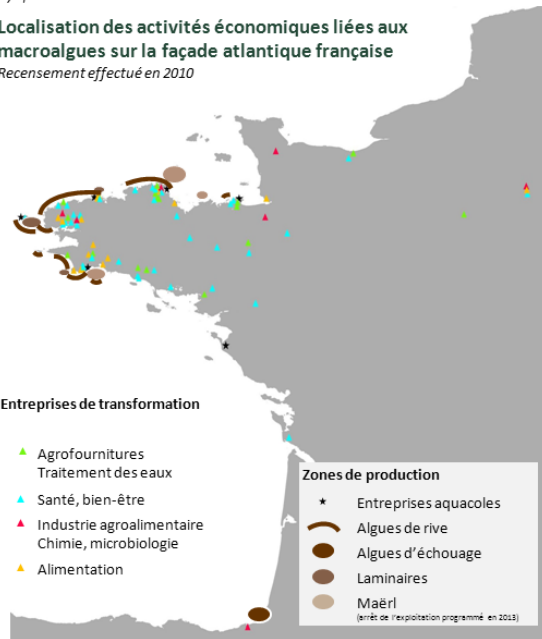 Localisation des activités économiques liées aux
macroalgues sur la façade atlantique française
Recensement effectué en 2010
Entreprises de transformation
Agrofournitures
Traitement des eaux
Santé, bien-être
Industrie agroalimentaire
Chimie, microbiologie
Alimentation
Zones de production
Entreprises aquacoles
Algues de rive
Algues d'échouage
Laminaires
Maërl
(arrêt de l'exploitation programmé en 2013)